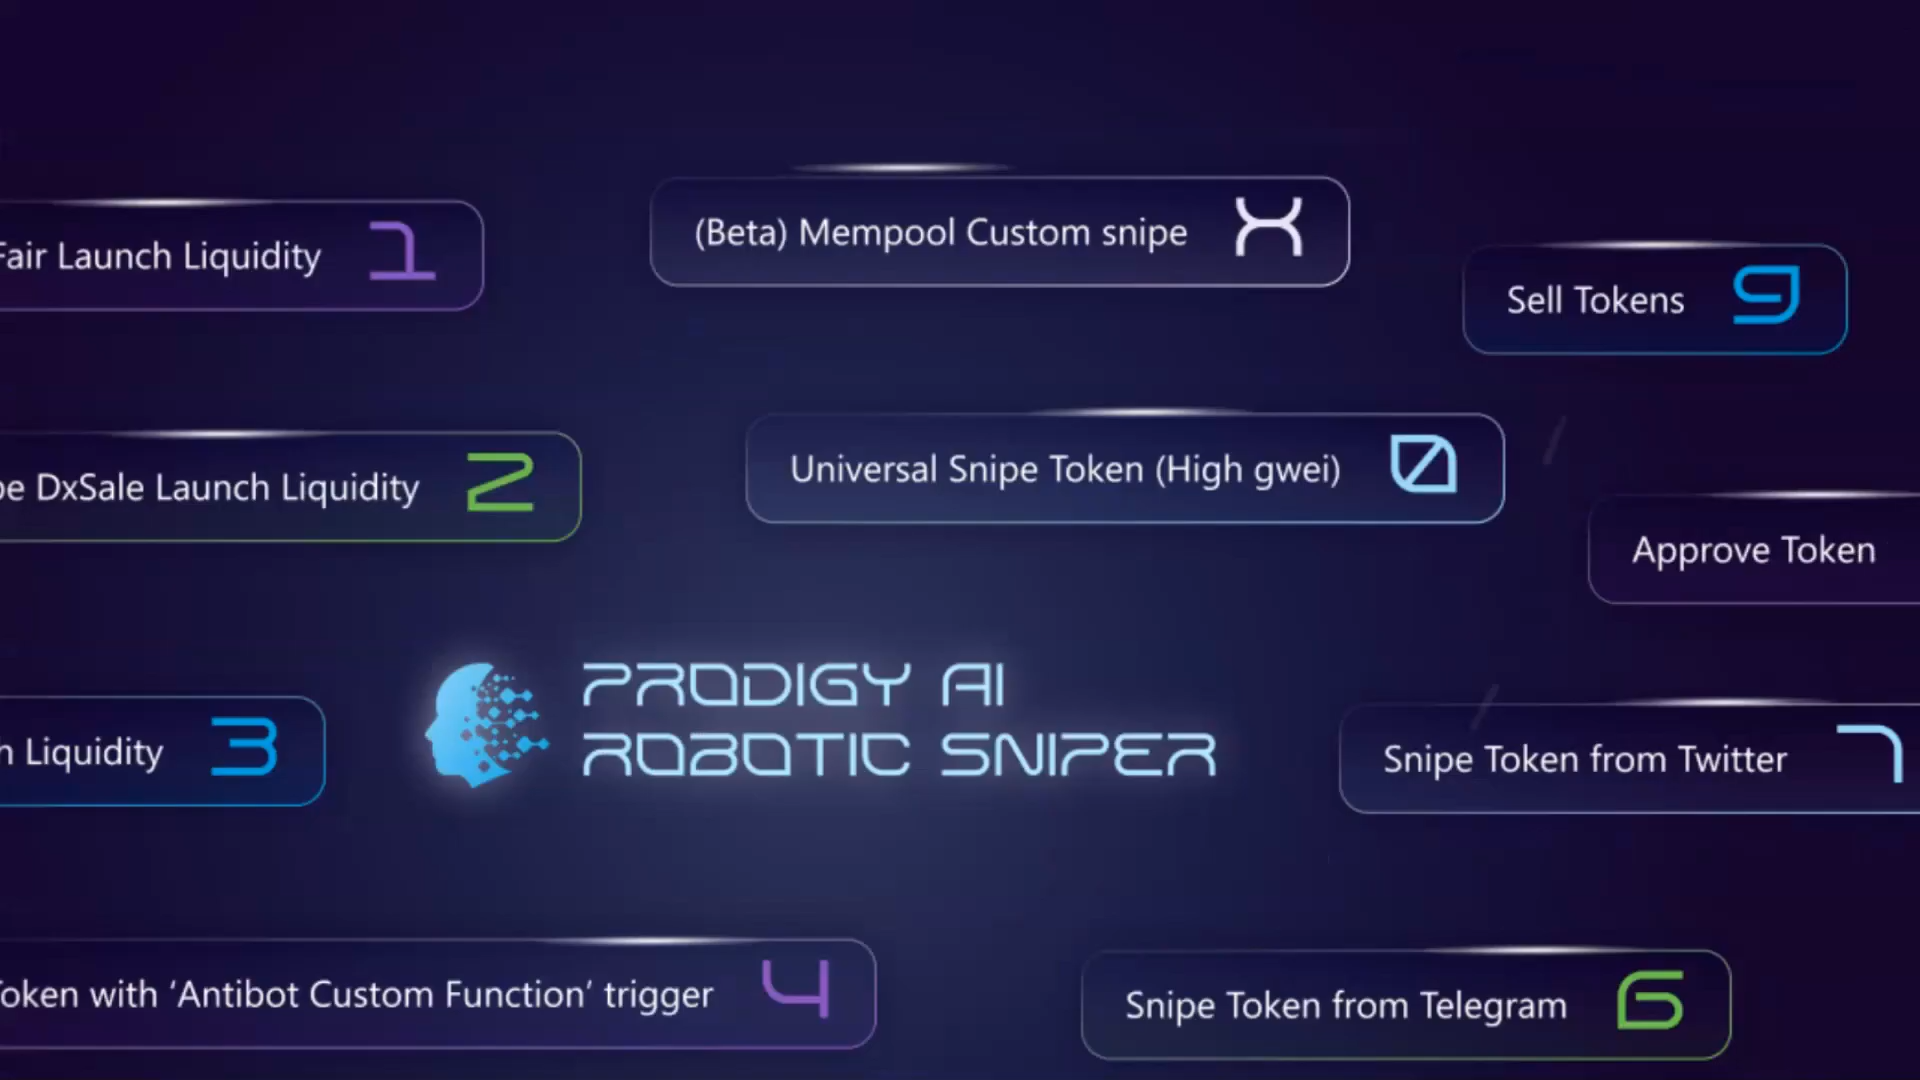 (Beta) Mempool Custom snipe X
Fair Launch Liquidity 1
Sell Tokens 9
Universal Snipe Token (High gwei) 0
DxSale Launch Liquidity 2
Approve Token
PRODIGY AI
ROBOTIC SNIPER
Liquidity 3
Snipe Token from Twitter 7
Token with ‘Antibot Custom Function’ trigger 4
Snipe Token from Telegram 6